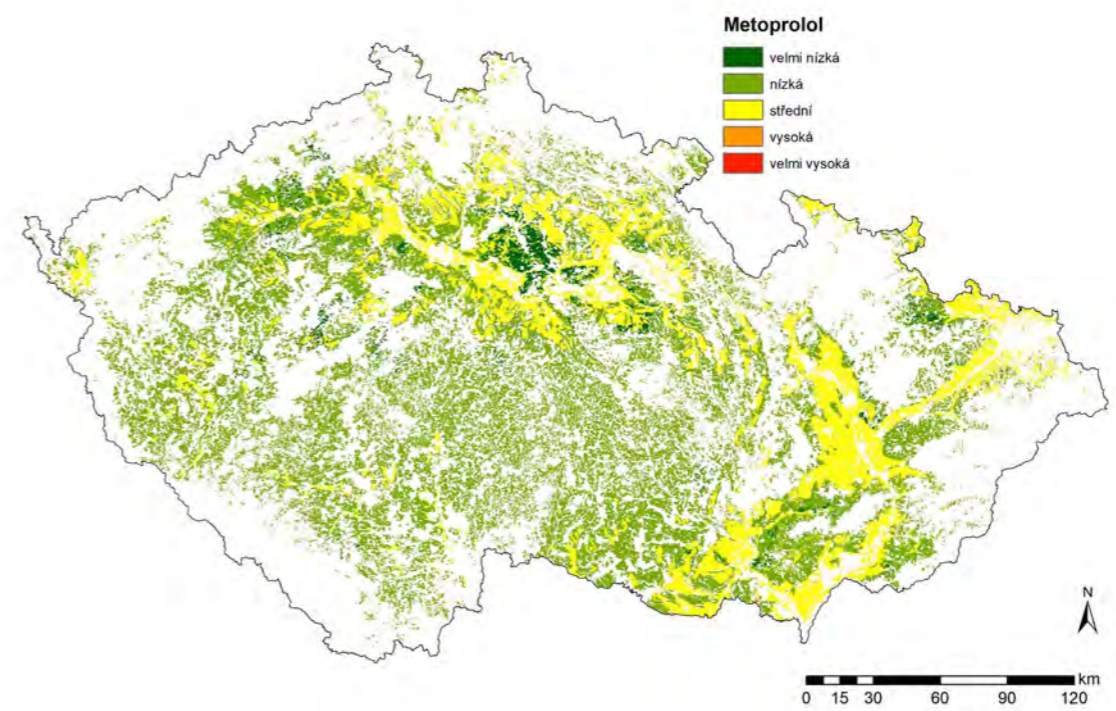 Metoprolol
velmi nízká
nízká
střední
vysoká
velmi vysoká
N
km
0 15 30 60 90 120